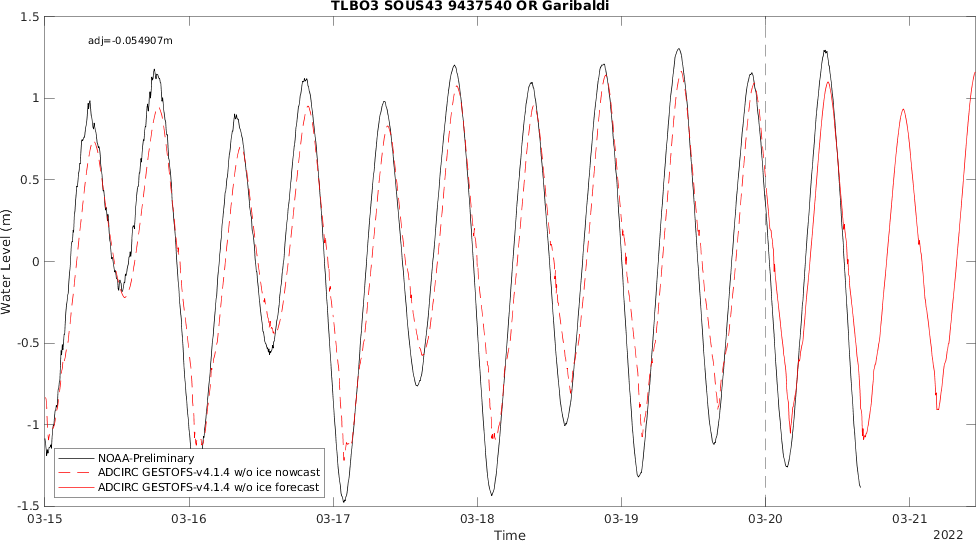 TLBO3 SOUS43 9437540 OR Garibaldi
adj=-0.054907m
1.5
1
0.5
0
-0.5
-1
-1.5
Water Level (m)
NOAA-Preliminary
ADCIRC GESTOFS-v4.1.4 w/o ice nowcast
ADCIRC GESTOFS-v4.1.4 w/o ice forecast
03-15 03-16 03-17 03-18 03-19 03-20 03-21
Time
2022